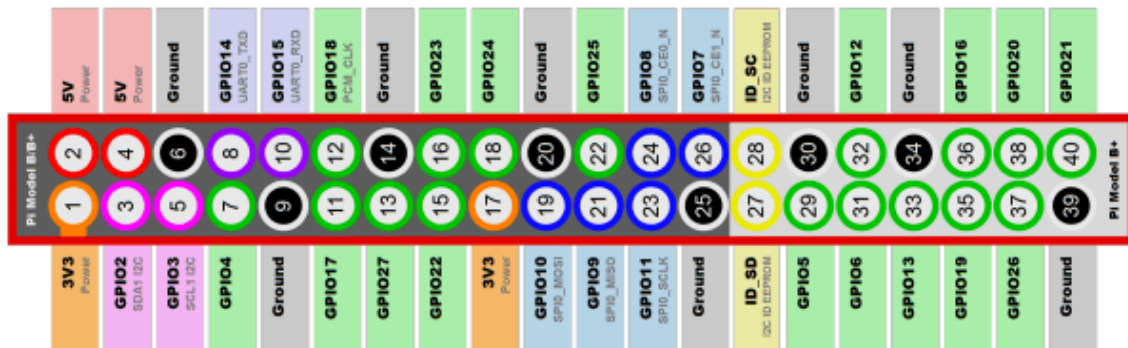 5V
Power
5V
Power
Ground
GPIO14
UART0_TXD
GPIO15
UART0_RXD
GPIO18
PCM_CLK
Ground
GPIO23
GPIO24
Ground
GPIO25
GPIO8
SPI0_CE0_N
GPIO7
SPI0_CE1_N
ID_SC
I2C ID EEPROM
Ground
GPIO12
Ground
GPIO16
GPIO20
GPIO21
Pi Model B/B+
2
4
6
8
10
12
14
16
18
20
22
24
26
28
30
32
34
36
38
40
Pi Model B+
1
3
5
7
9
11
13
15
17
19
21
23
25
27
29
31
33
35
37
39
3V3
Power
GPIO2
SDA1 I2C
GPIO3
SCL1 I2C
GPIO4
Ground
GPIO17
GPIO27
GPIO22
3V3
Power
GPIO10
SPI0_MOSI
GPIO9
SPI0_MISO
GPIO11
SPI0_SCLK
Ground
ID_SD
I2C ID EEPROM
GPIO5
GPIO6
GPIO13
GPIO19
GPIO26
Ground